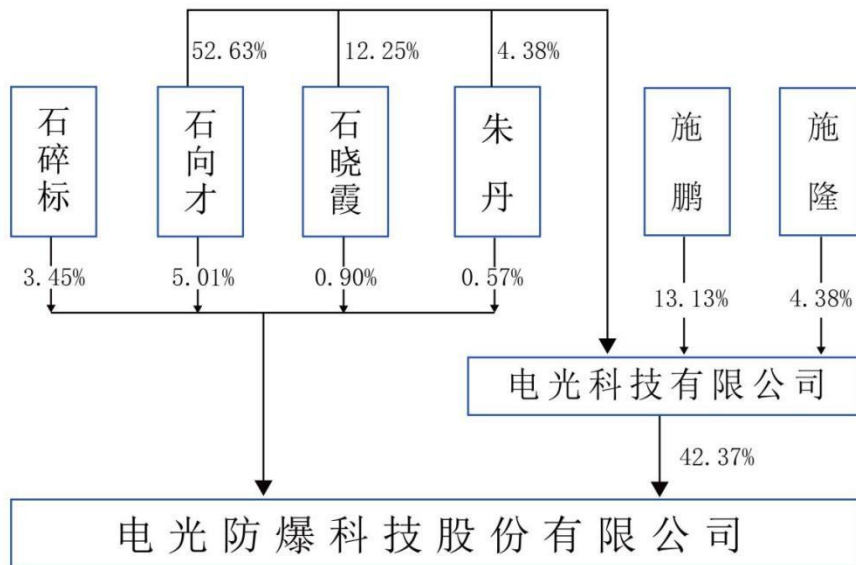 52.63%
12.25%
4.38%
石碎标
石向才
石晓霞
朱丹
施鹏
施隆
3.45%
5.01%
0.90%
0.57%
13.13%
4.38%
电光科技有限公司
42.37%
电光防爆科技股份有限公司